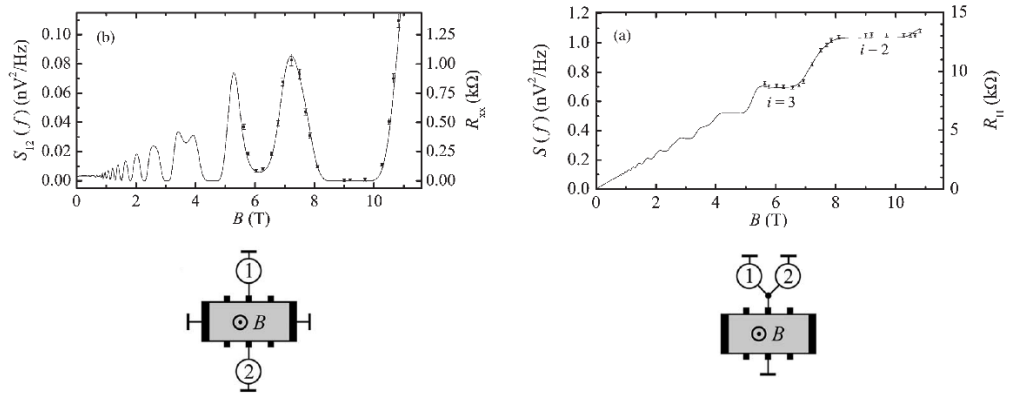 (b)
S₁₂ (f) (nV²/Hz)
0.10
0.08
0.06
0.04
0.02
0.00
1.25
1.00
0.75
0.50
0.25
0.00
Rₓₓ (kΩ)
0 2 4 6 8 10
B (T)
1
B
2
(a)
S (f) (nV²/Hz)
1.2
1.0
0.8
0.6
0.4
0.2
0.0
15
10
5
0
R_H (kΩ)
i−2
i = 3
0 2 4 6 8 10
B (T)
1 2
B